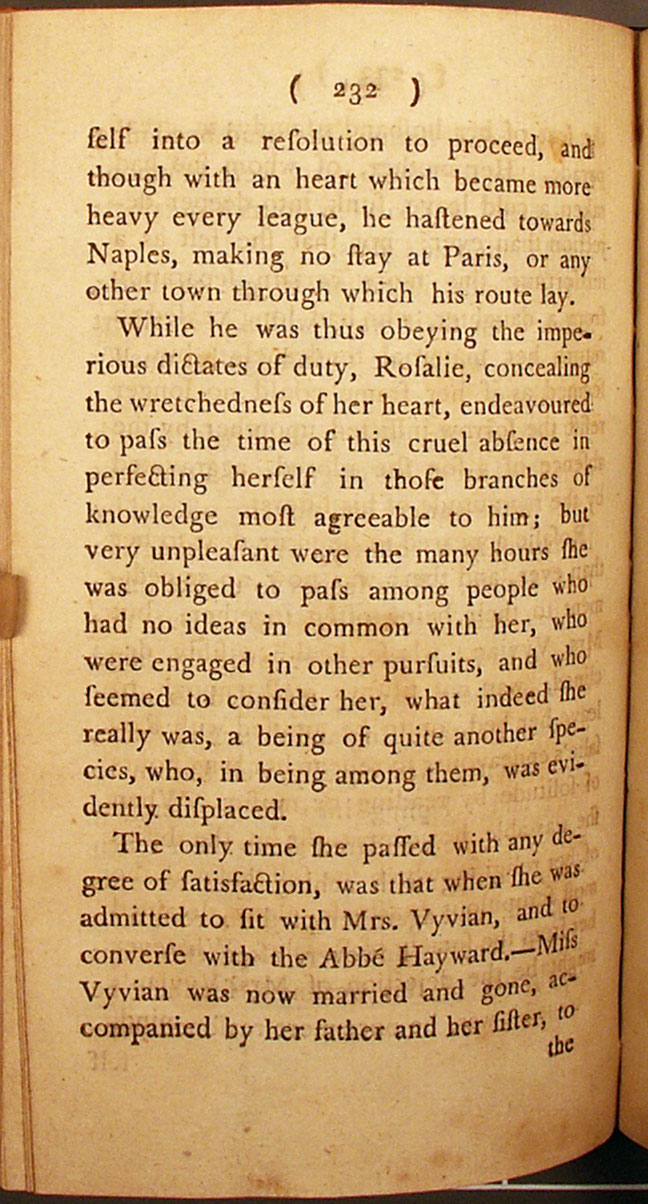 ( 232 )
ſelf into a reſolution to proceed, and
though with an heart which became more
heavy every league, he haſtened towards
Naples, making no ſtay at Paris, or any
other town through which his route lay.
While he was thus obeying the impe-
rious dictates of duty, Roſalie, concealing
the wretchedneſs of her heart, endeavoured
to paſs the time of this cruel abſence in
perfecting herſelf in thoſe branches of
knowledge moſt agreeable to him; but
very unpleaſant were the many hours ſhe
was obliged to paſs among people who
had no ideas in common with her, who
were engaged in other purſuits, and who
ſeemed to conſider her, what indeed ſhe
really was, a being of quite another ſpe-
cies, who, in being among them, was evi-
dently diſplaced.
The only time ſhe paſſed with any de-
gree of ſatisfaction, was that when ſhe was
admitted to ſit with Mrs. Vyvian, and to
converſe with the Abbé Hayward.—Miſs
Vyvian was now married and gone, ac-
companied by her father and her ſiſter, to
the